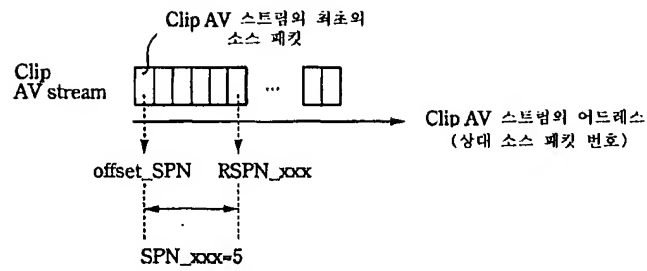 Clip AV 스트림의 최초의
소스 패킷
Clip
AV stream
...
Clip AV 스트림의 어드레스
(상대 소스 패킷 번호)
offset_SPN RSPN_xxx
SPN_xxx=5